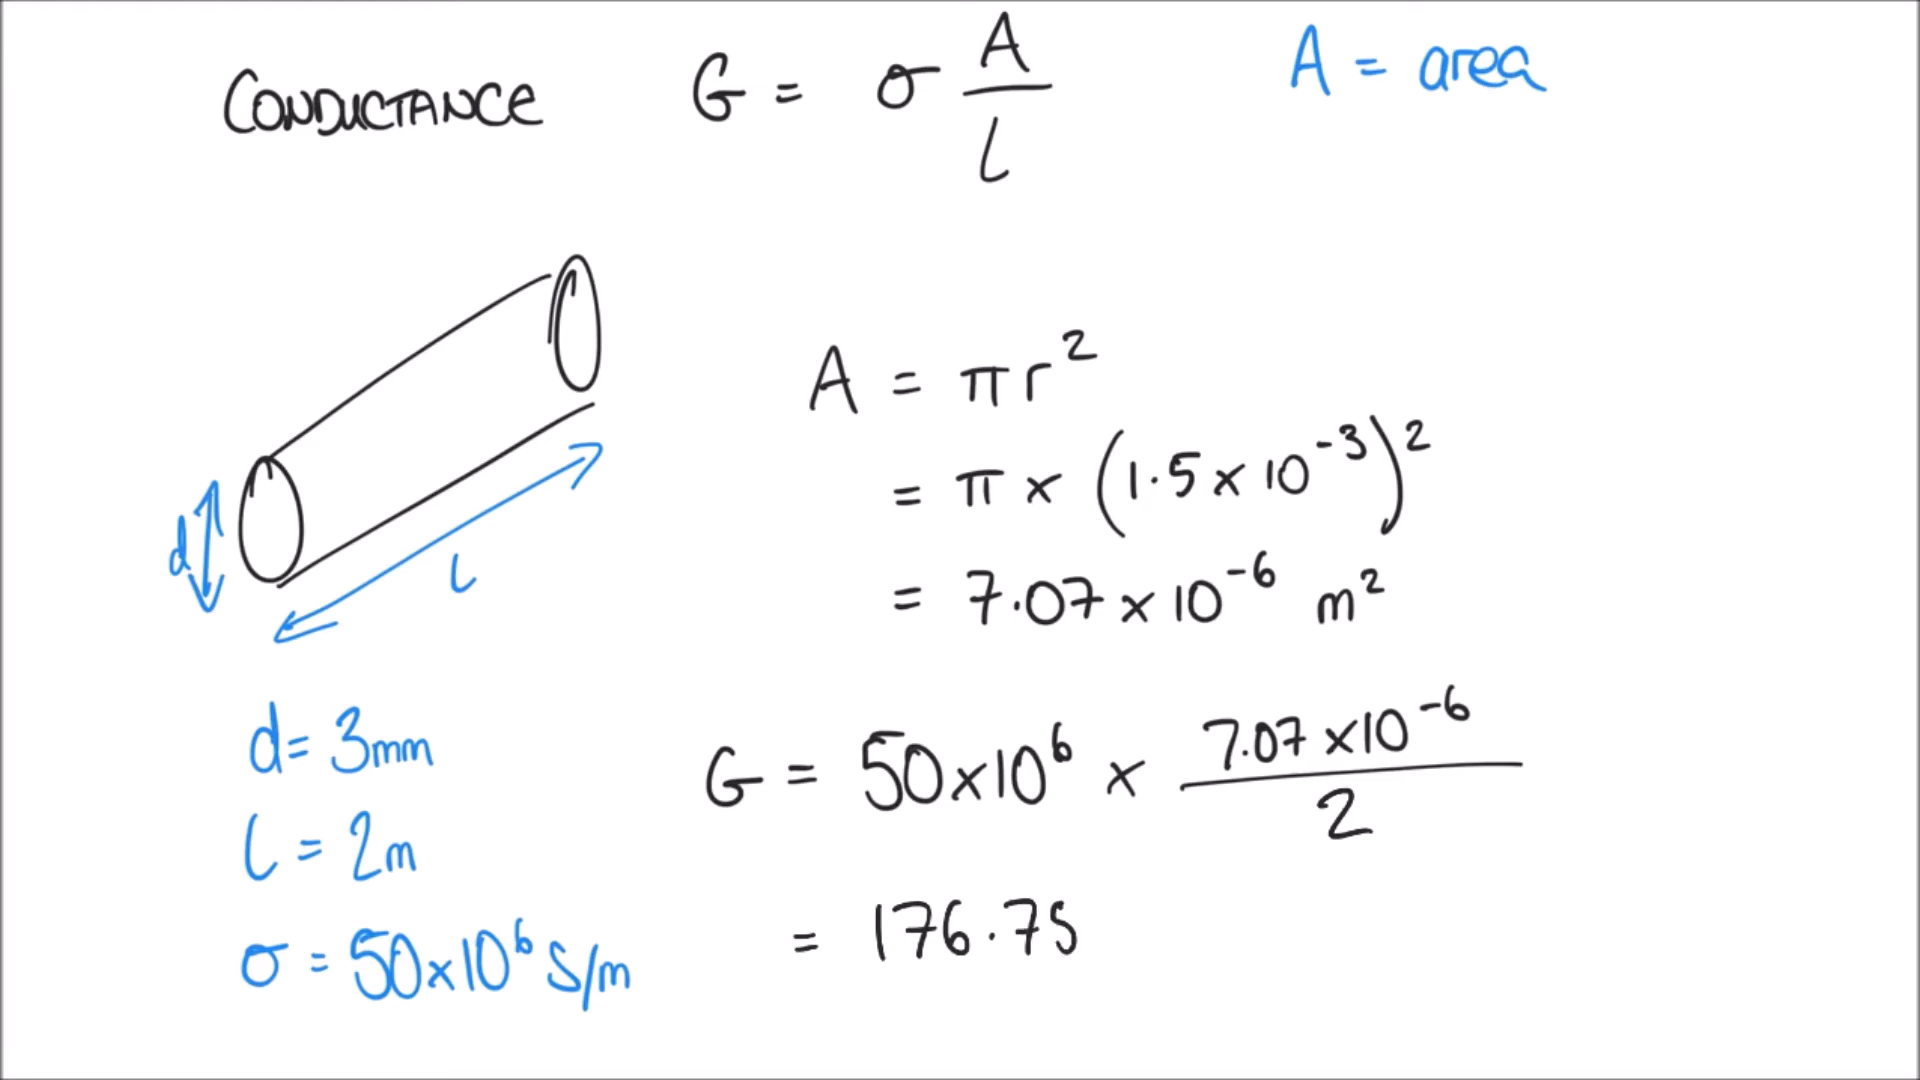 CONDUCTANCE G = σ A/L A = area
d
L
A = πr²
= π × (1.5 × 10⁻³)²
= 7.07 × 10⁻⁶ m²
d = 3mm
L = 2m
σ = 50×10⁶ S/m
G = 50×10⁶ × 7.07 ×10⁻⁶/2
= 176.75